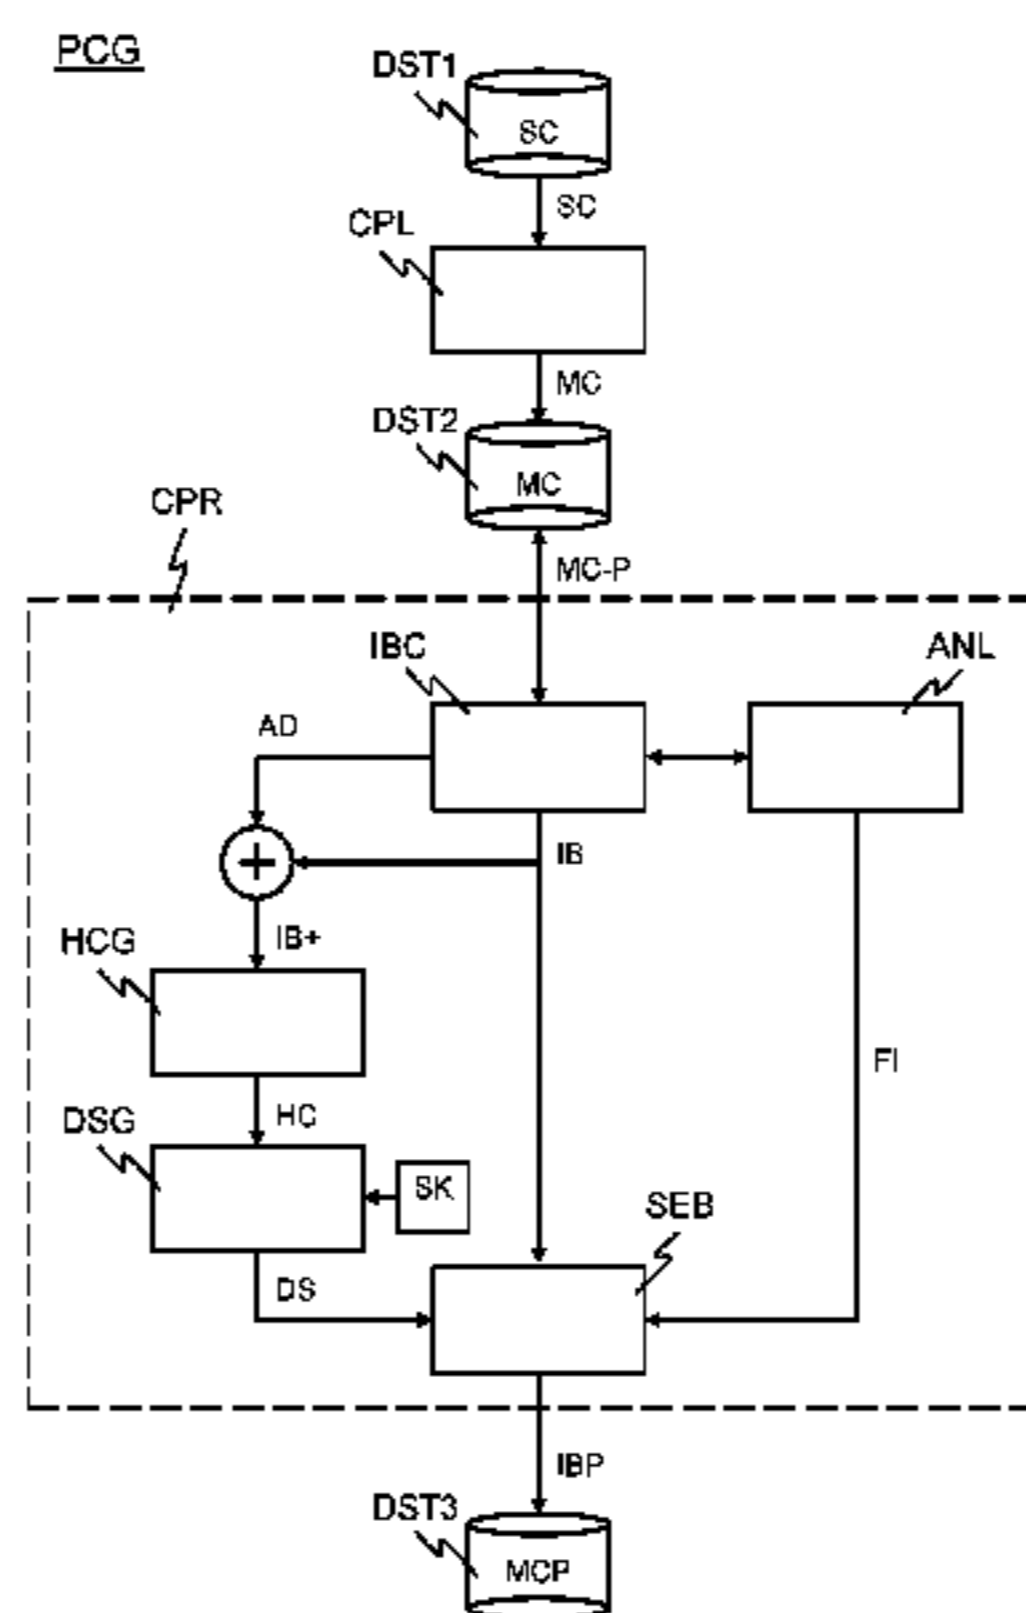 PCG
DST1
SC
SC
CPL
MC
DST2
MC
CPR
MC-P
IBC
ANL
AD
IB
IB+
HCG
FI
HC
DSG
SK
SEB
DS
IBP
DST3
MCP